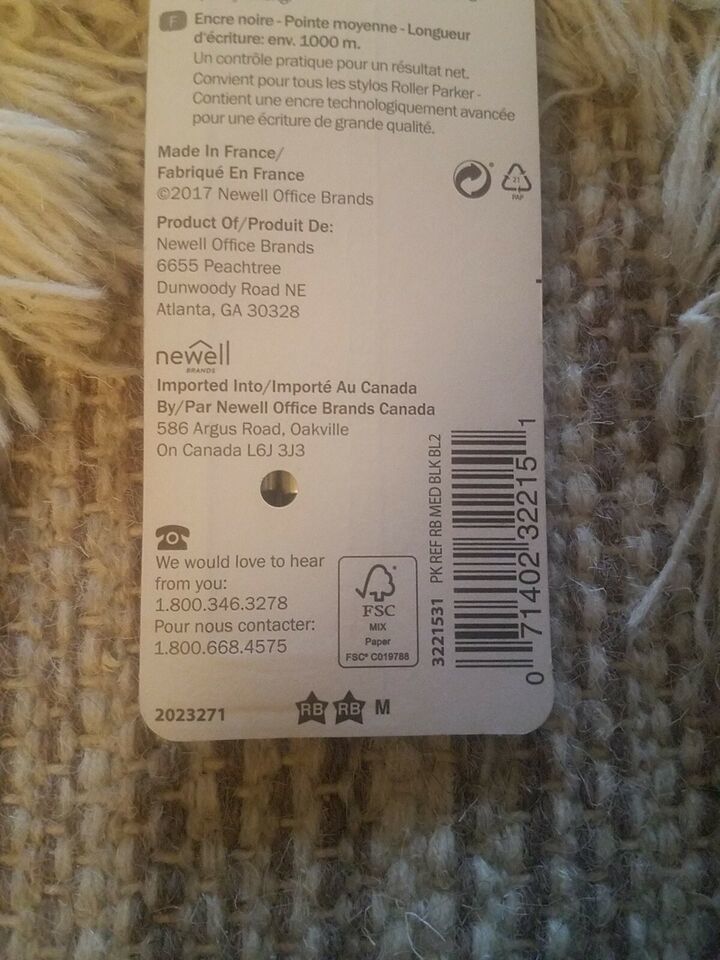 F Encre noire - Pointe moyenne - Longueur
d'écriture: env. 1000 m.
Un contrôle pratique pour un résultat net.
Convient pour tous les stylos Roller Parker -
Contient une encre technologiquement avancée
pour une écriture de grande qualité.
Made In France/
Fabriqué En France
©2017 Newell Office Brands
21
PAP
Product Of/Produit De:
Newell Office Brands
6655 Peachtree
Dunwoody Road NE
Atlanta, GA 30328
newell
BRANDS
Imported Into/Importé Au Canada
By/Par Newell Office Brands Canada
586 Argus Road, Oakville
On Canada L6J 3J3
We would love to hear
from you:
1.800.346.3278
Pour nous contacter:
1.800.668.4575
FSC
MIX
Paper
FSC® C019788
3221531 PK REF RB MED BLK BL2
0 71402 32215 1
2023271
RB RB M